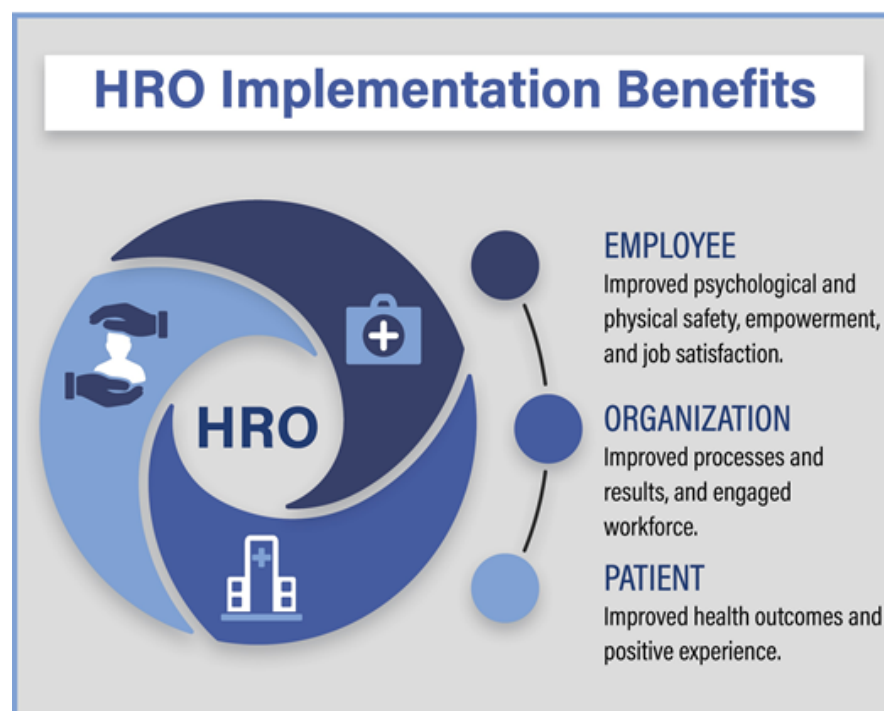 HRO Implementation Benefits
HRO
EMPLOYEE
Improved psychological and
physical safety, empowerment,
and job satisfaction.
ORGANIZATION
Improved processes and
results, and engaged
workforce.
PATIENT
Improved health outcomes and
positive experience.